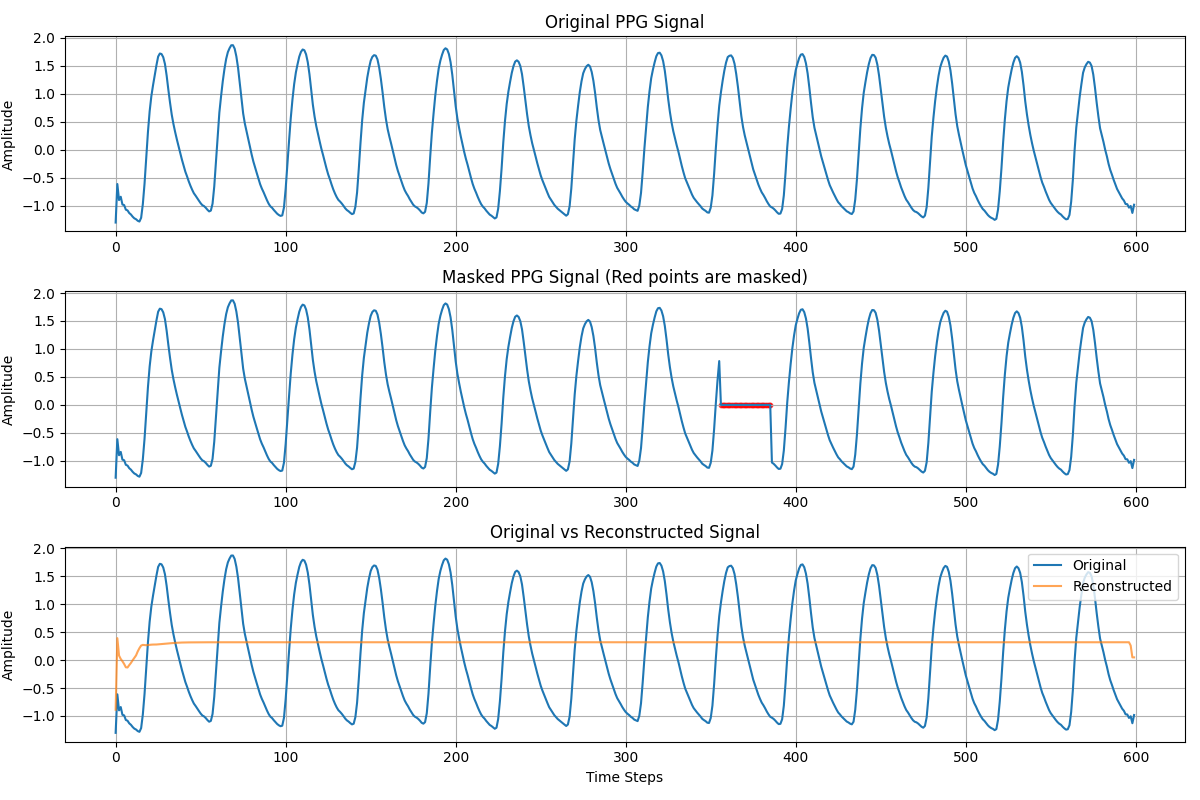 Original PPG Signal
2.0
1.5
1.0
0.5
0.0
−0.5
−1.0
Amplitude
0 100 200 300 400 500 600
Masked PPG Signal (Red points are masked)
2.0
1.5
1.0
0.5
0.0
−0.5
−1.0
Amplitude
0 100 200 300 400 500 600
Original vs Reconstructed Signal
2.0
1.5
1.0
0.5
0.0
−0.5
−1.0
Amplitude
Original
Reconstructed
0 100 200 300 400 500 600
Time Steps